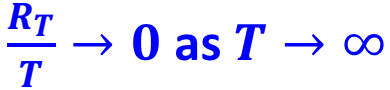 R_T/T → 0 as T → ∞